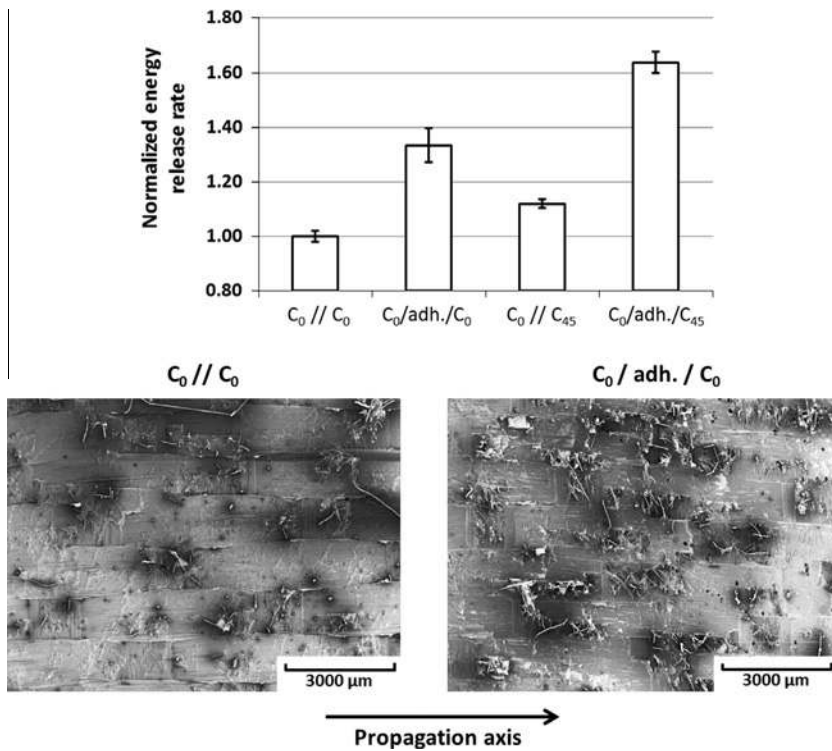 1.80
1.60
1.40
1.20
1.00
0.80
Normalized energy
release rate
C₀ // C₀
C₀/adh./C₀
C₀ // C₄₅
C₀/adh./C₄₅
C₀ // C₀
C₀ / adh. / C₀
3000 µm
3000 µm
Propagation axis